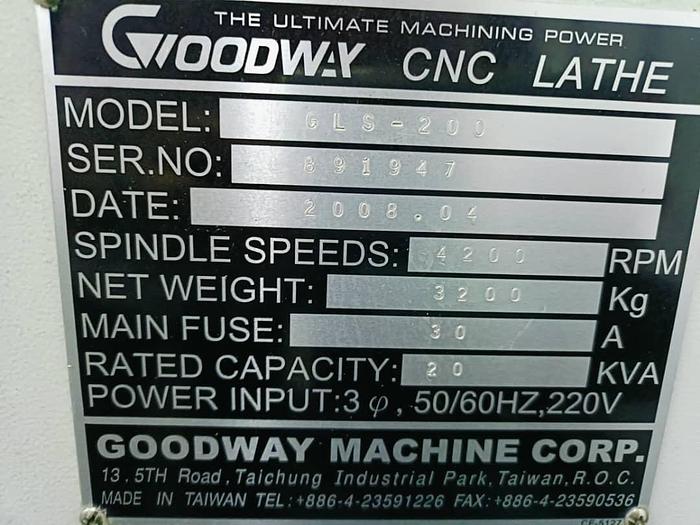 THE ULTIMATE MACHINING POWER
GOODWAY CNC LATHE
MODEL: GLS-200
SER.NO: 891947
DATE: 2008.04
SPINDLE SPEEDS: 4200 RPM
NET WEIGHT: 3200 Kg
MAIN FUSE: 30 A
RATED CAPACITY: 20 KVA
POWER INPUT:3 φ, 50/60HZ,220V
GOODWAY MACHINE CORP.
13, 5TH Road, Taichung Industrial Park, Taiwan, R.O.C.
MADE IN TAIWAN TEL:+886-4-23591226 FAX:+886-4-23590536
CF-5127